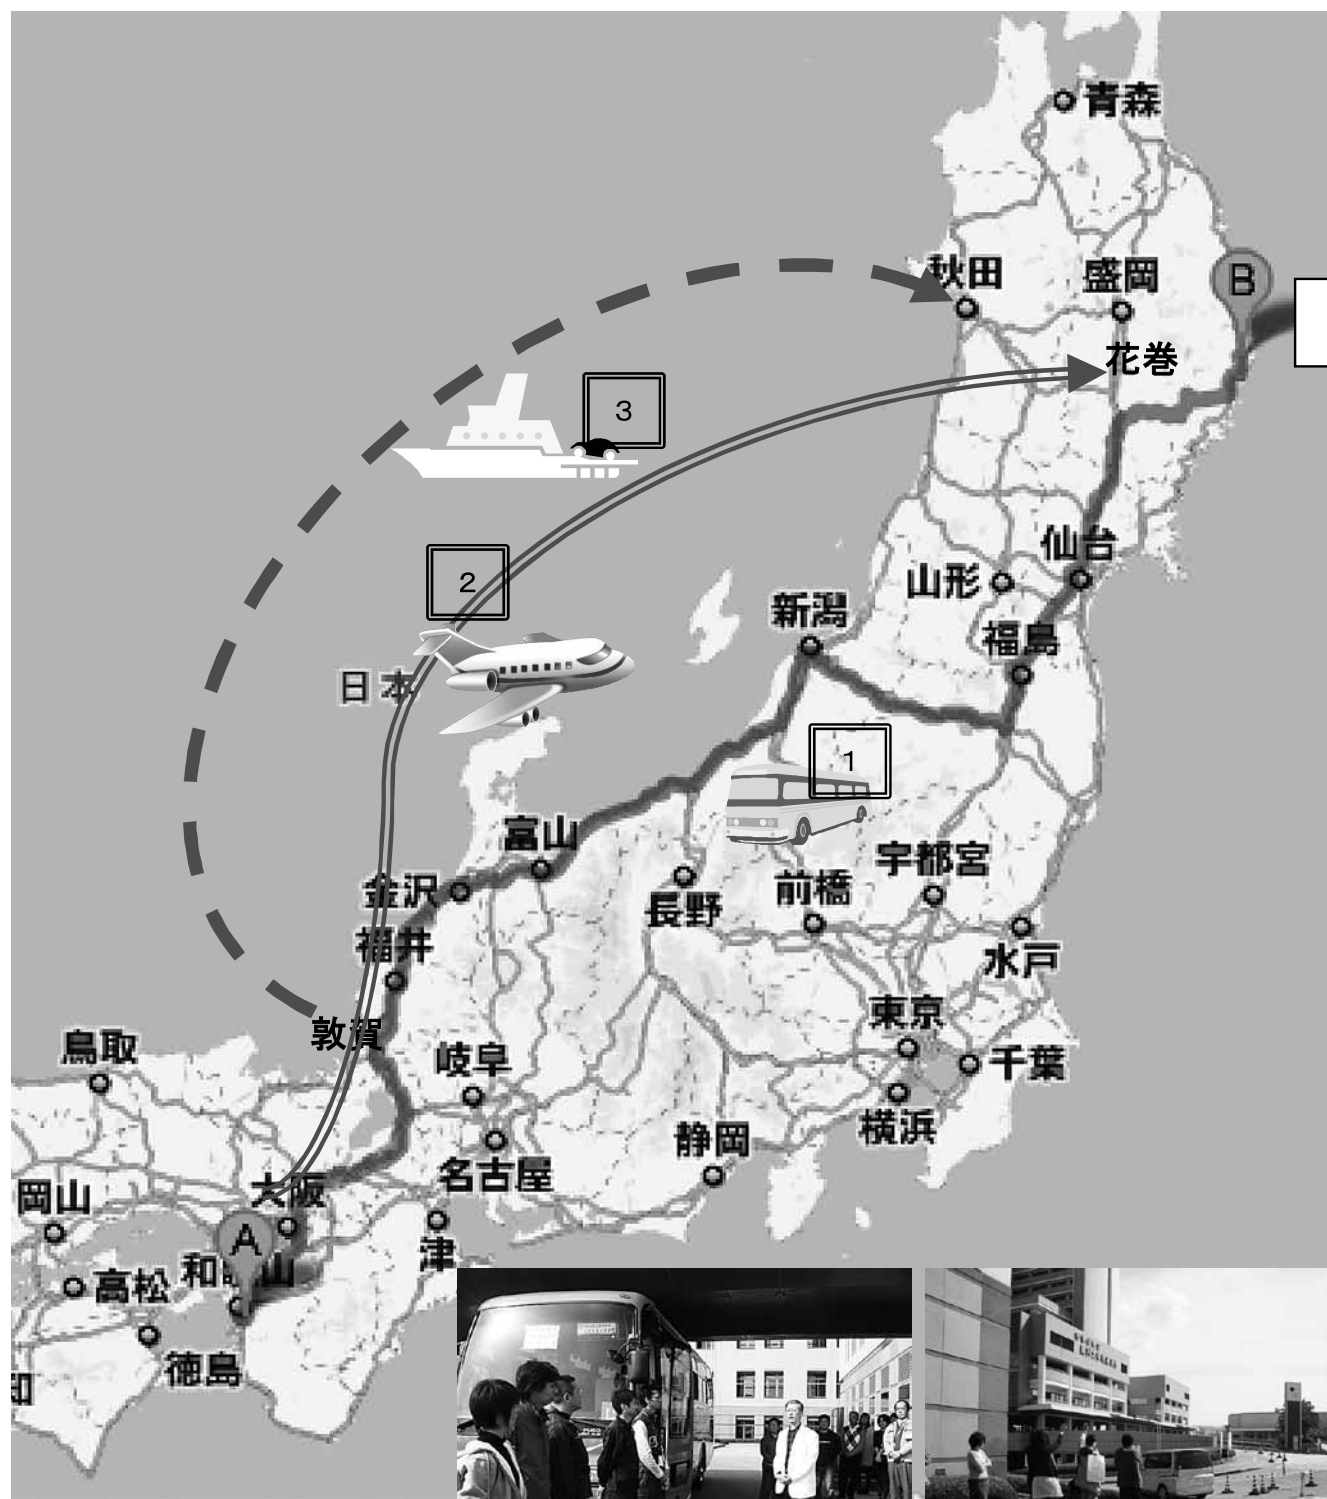 青森
秋田
盛岡
B
花巻
3
仙台
2
山形
新潟
福島
日本
1
富山
宇都宮
金沢
長野
前橋
福井
水戸
東京
敦賀
鳥取
岐阜
千葉
横浜
静岡
名古屋
大阪
岡山
A
津
和歌山
高松
徳島